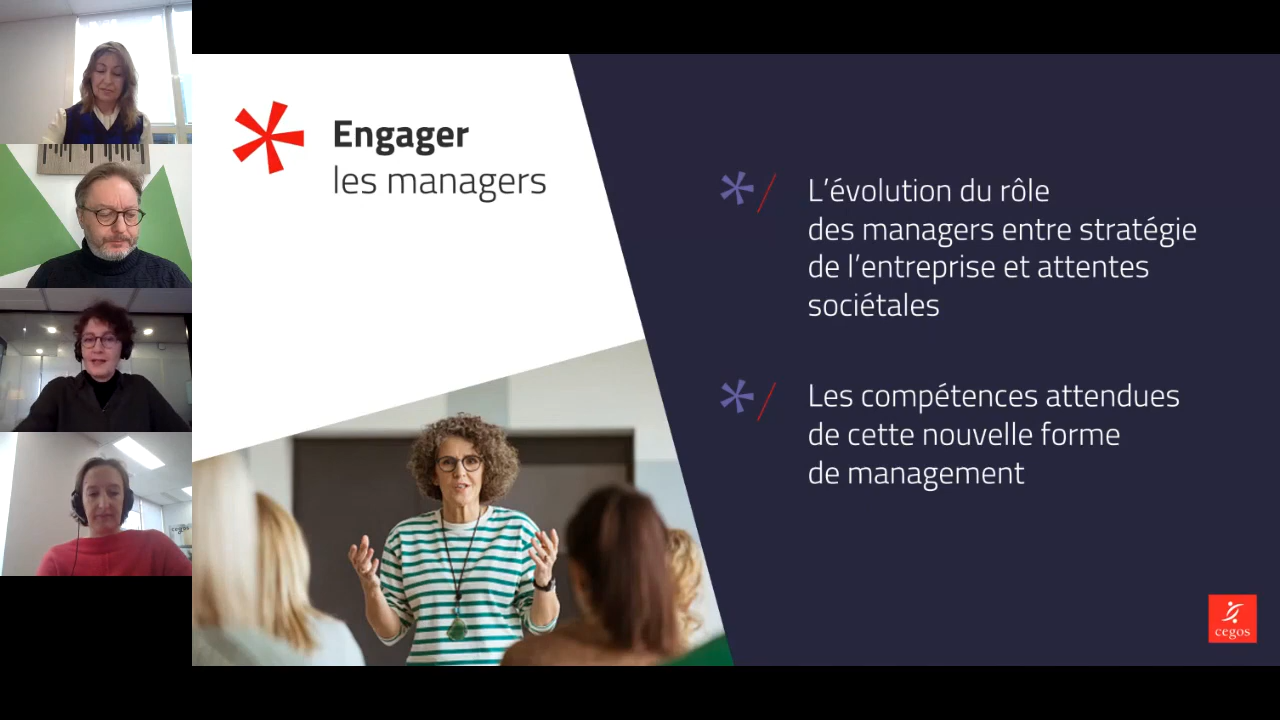 Engager
les managers
L’évolution du rôle
des managers entre stratégie
de l’entreprise et attentes
sociétales
Les compétences attendues
de cette nouvelle forme
de management
cegos
cegos